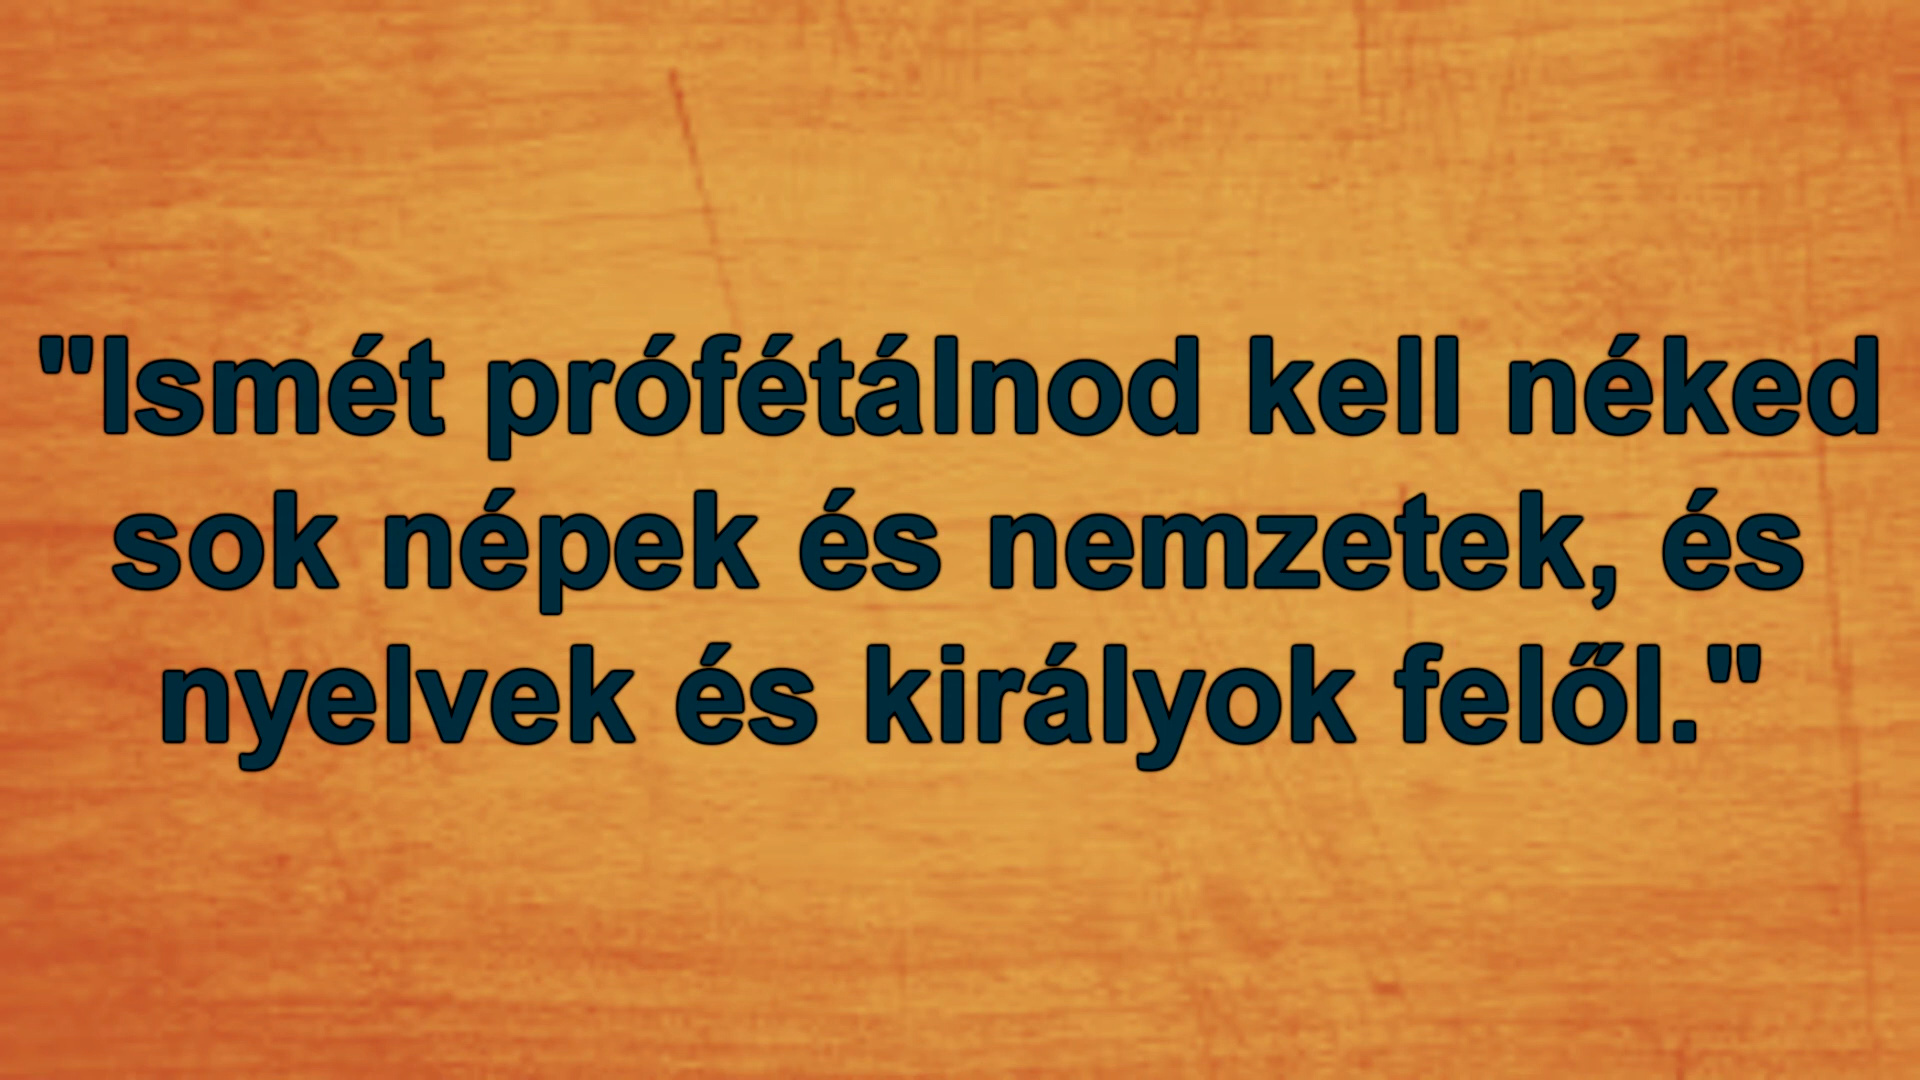 "Ismét prófétálnod kell néked
sok népek és nemzetek, és
nyelvek és királyok felől."